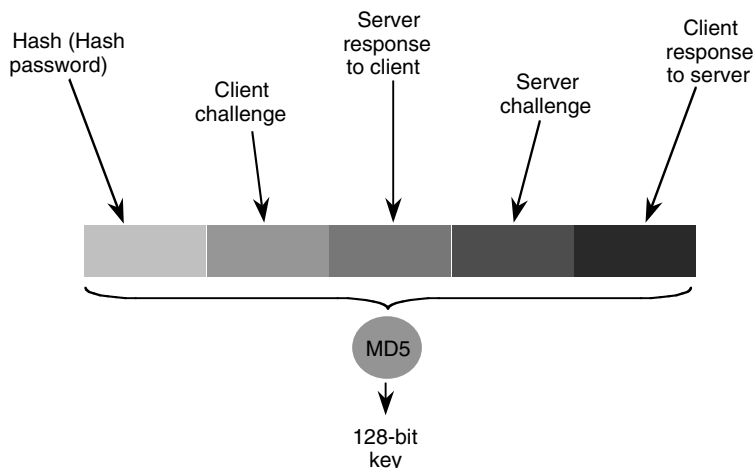 Hash (Hash
password)
Client
challenge
Server
response
to client
Server
challenge
Client
response
to server
MD5
128-bit
key